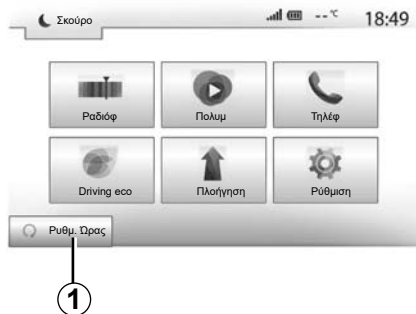 Σκούρο
--°C
18:49
Ραδιόφ
Πολυμ
Τηλέφ
Driving eco
Πλοήγηση
Ρύθμιση
Ρυθμ. Ώρας
1